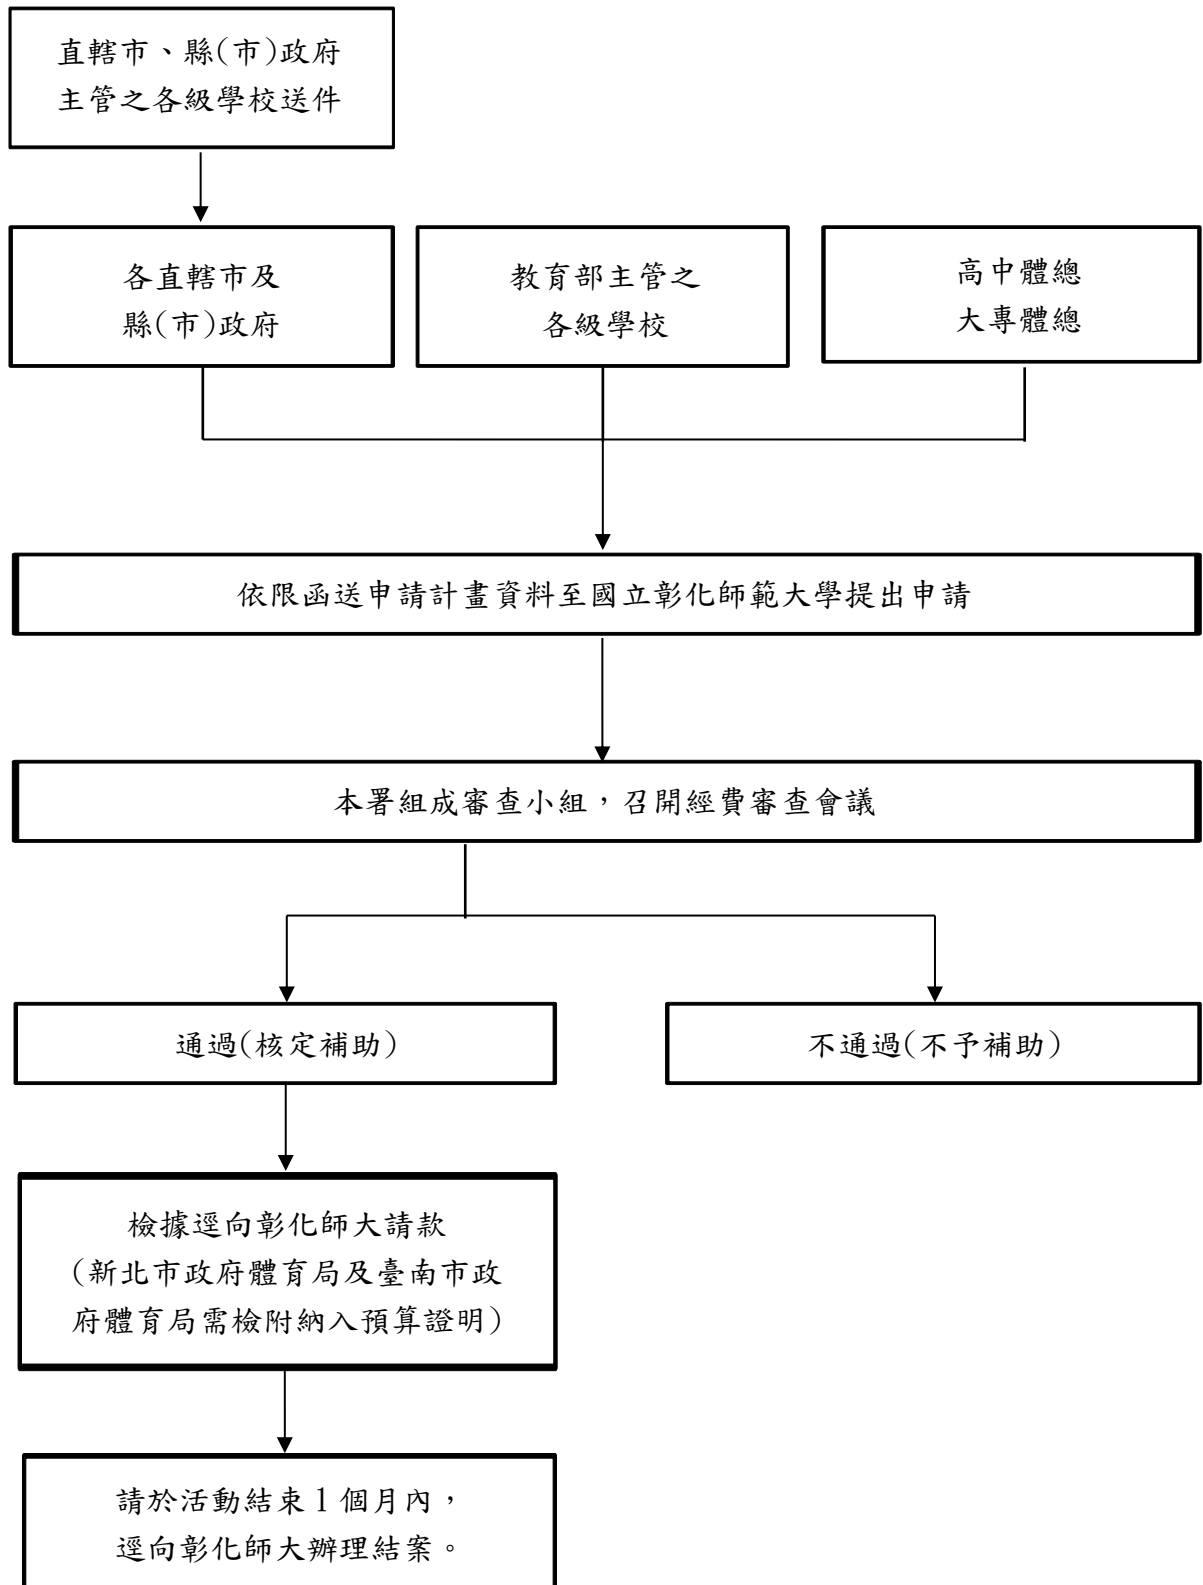 直轄市、縣(市)政府
主管之各級學校送件
各直轄市及
縣(市)政府
教育部主管之
各級學校
高中體總
大專體總
依限函送申請計畫資料至國立彰化師範大學提出申請
本署組成審查小組，召開經費審查會議
通過(核定補助)
不通過(不予補助)
檢據逕向彰化師大請款
(新北市政府體育局及臺南市政
府體育局需檢附納入預算證明)
請於活動結束1個月內，
逕向彰化師大辦理結案。